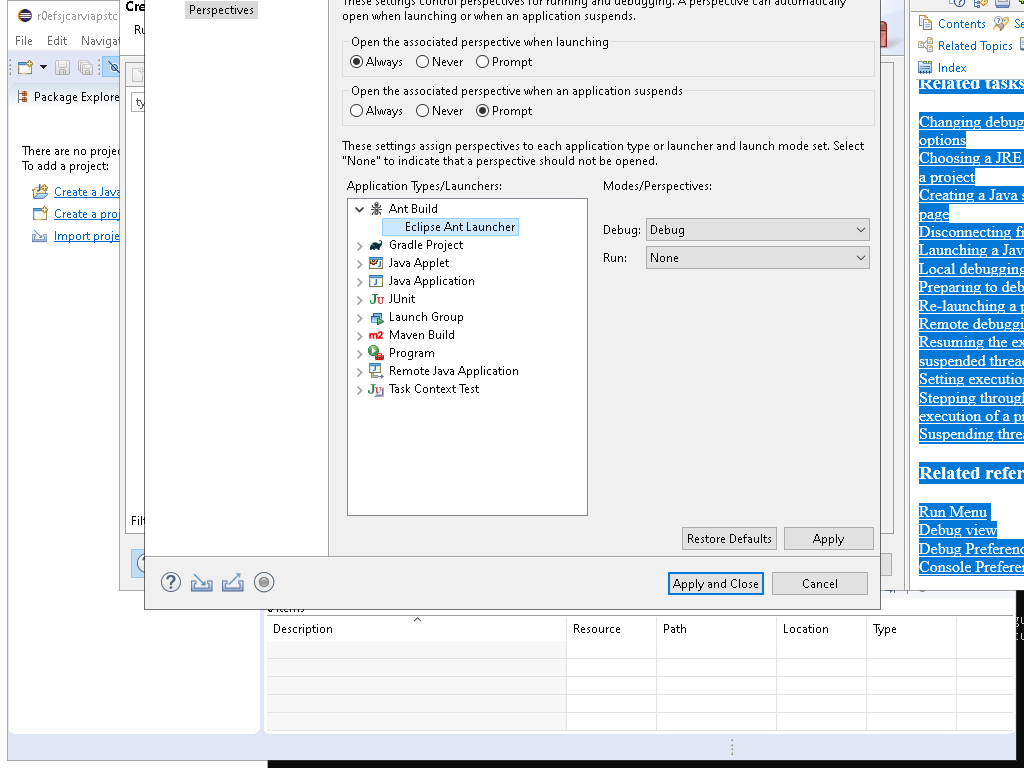 r0efsjcarviapstc
File Edit Navigat
Package Explore
There are no projec
To add a project:
Create a Java
Create a proj
Import proje
Cre
Ru
ty
Filt
Perspectives
These settings control perspectives for running and debugging. A perspective can automatically
open when launching or when an application suspends.
Open the associated perspective when launching
Always Never Prompt
Open the associated perspective when an application suspends
Always Never Prompt
These settings assign perspectives to each application type or launcher and launch mode set. Select
"None" to indicate that a perspective should not be opened.
Application Types/Launchers:
Modes/Perspectives:
Ant Build
Eclipse Ant Launcher
Gradle Project
Java Applet
Java Application
JUnit
Launch Group
Maven Build
Program
Remote Java Application
Task Context Test
Debug: Debug
Run: None
Restore Defaults Apply
Apply and Close Cancel
Contents Se
Related Topics
Index
Related tasks
Changing debug
options
Choosing a JRE
a project
Creating a Java s
page
Disconnecting fr
Launching a Jav
Local debugging
Preparing to deb
Re-launching a p
Remote debuggi
Resuming the ex
suspended threa
Setting execution
Stepping through
execution of a pr
Suspending threa
Related refer
Run Menu
Debug view
Debug Preferenc
Console Preferen
0 items
Description Resource Path Location Type